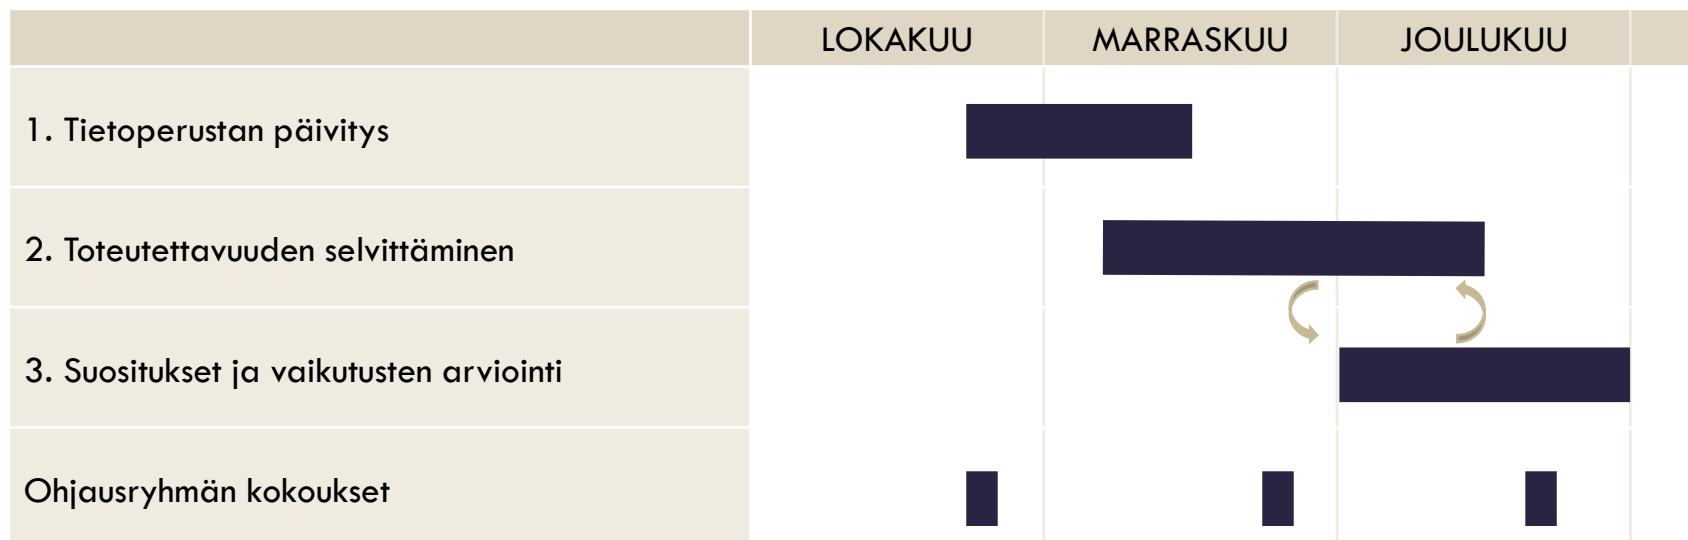 LOKAKUU MARRASKUU JOULUKUU
1. Tietoperustan päivitys
2. Toteutettavuuden selvittäminen
3. Suositukset ja vaikutusten arviointi
Ohjausryhmän kokoukset